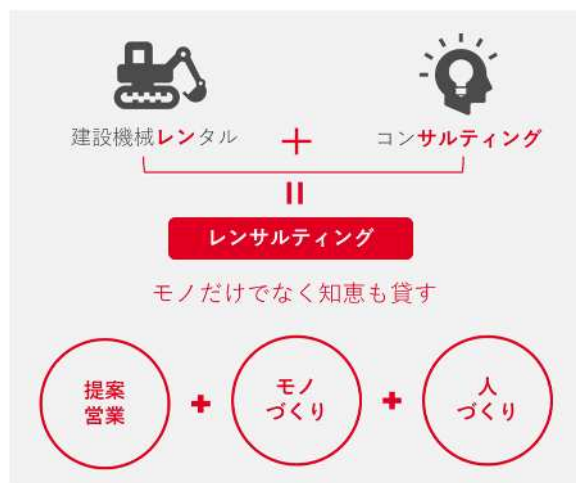 建設機械レンタル + コンサルティング
=
レンサルティング
モノだけでなく知恵も貸す
提案
営業
+
モノ
づくり
+
人
づくり